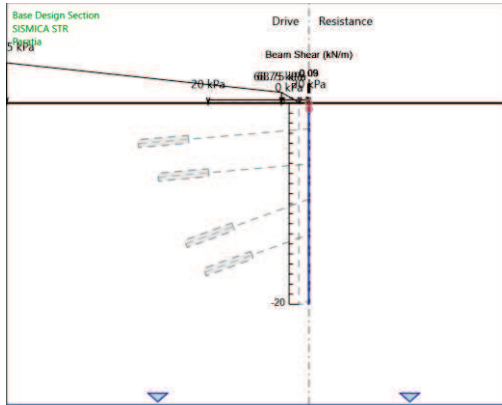 Base Design Section
SISMICA STR
Paratia
Drive
Resistance
5 kPa
Beam Shear (kN/m)
0.09
20 kPa
0 kPa
-20